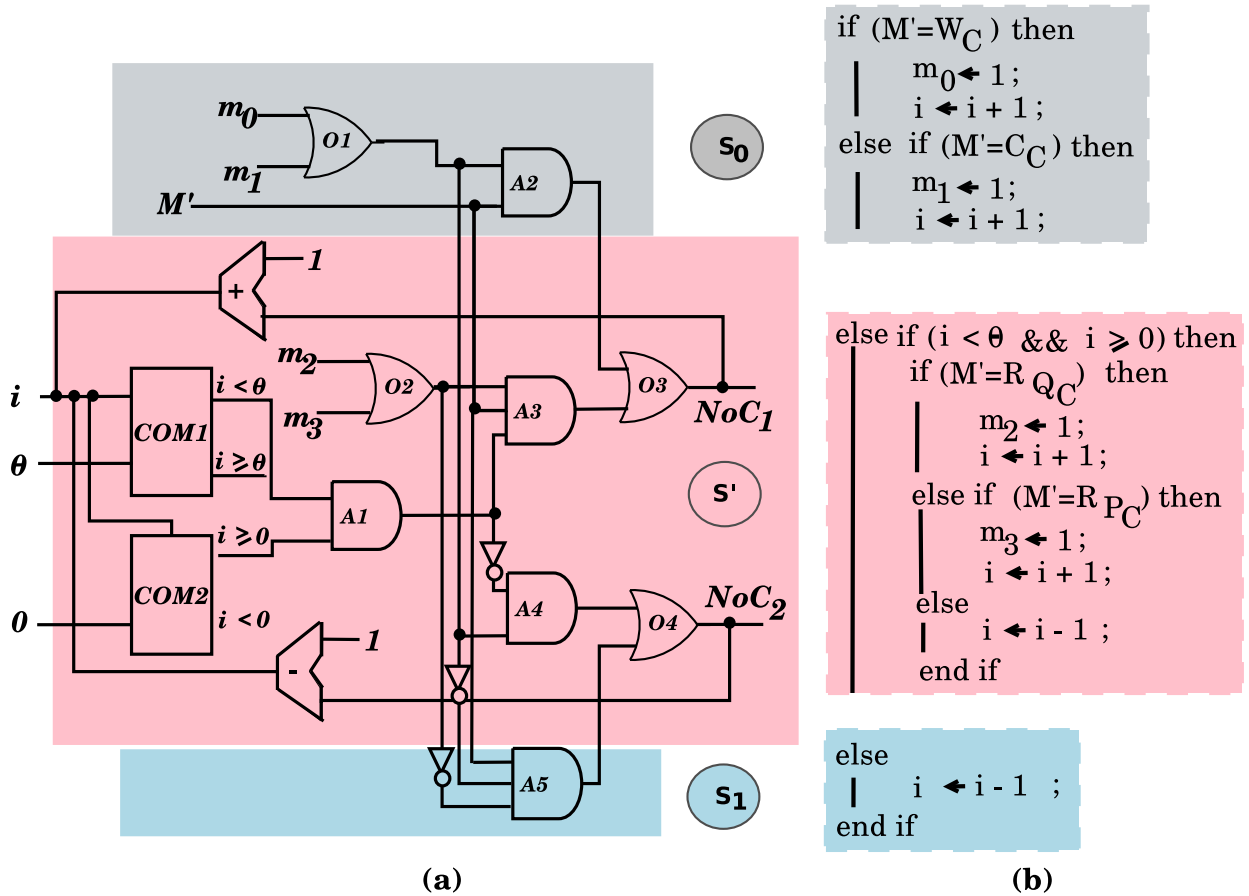 m0
m1
M'
O1
A2
S0
1
+
m2
m3
O2
A3
O3
NoC1
i
θ
COM1
i < θ
i ⩾ θ
A1
S'
i ⩾ 0
COM2
i < 0
0
A4
O4
NoC2
1
-
A5
S1
(a)
if (M'=WC) then
m0 ← 1 ;
i ← i + 1 ;
else if (M'=CC) then
m1 ← 1;
i ← i + 1 ;
else if (i < θ && i ⩾ 0) then
if (M'=R QC) then
m2 ← 1;
i ← i + 1;
else if (M'=R PC) then
m3 ← 1;
i ← i + 1;
else
i ← i - 1 ;
end if
else
i ← i - 1 ;
end if
(b)